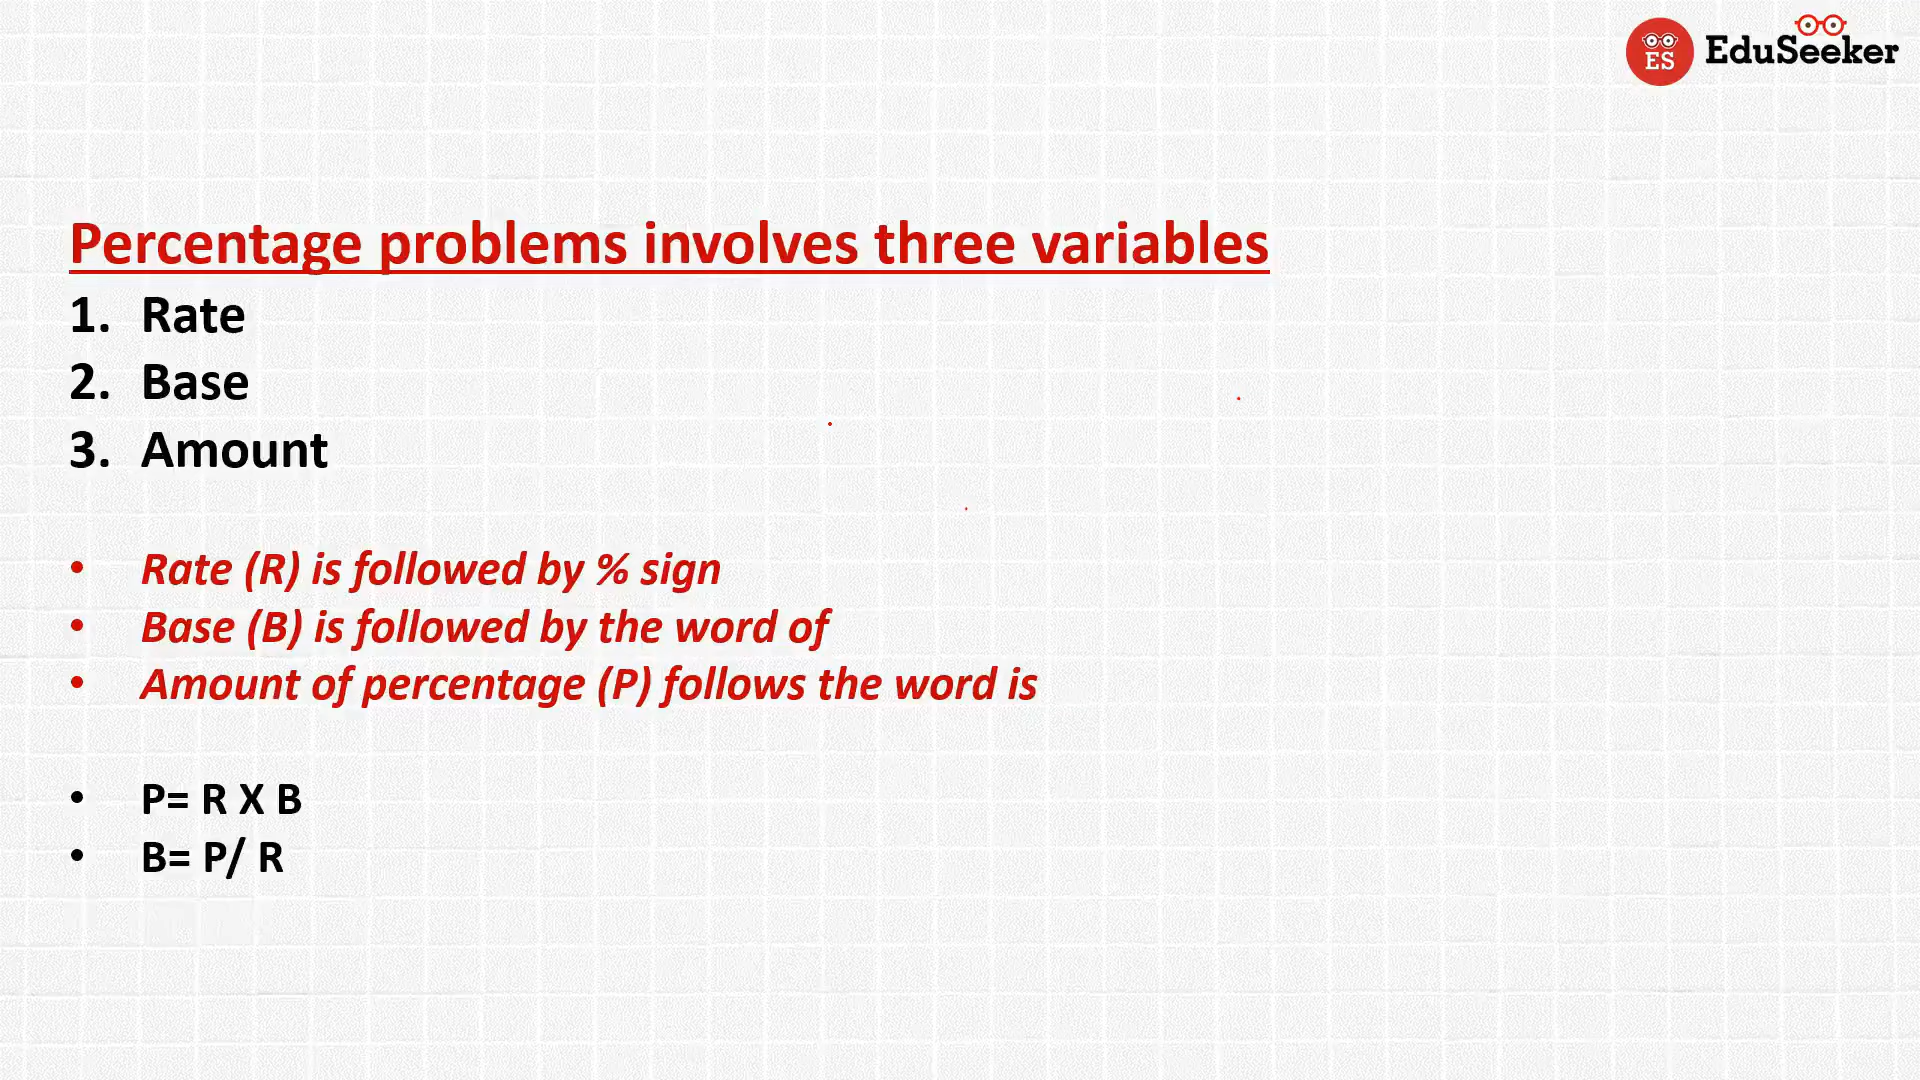 ES EduSeeker
Percentage problems involves three variables
1. Rate
2. Base
3. Amount
• Rate (R) is followed by % sign
• Base (B) is followed by the word of
• Amount of percentage (P) follows the word is
• P= R X B
• B= P/ R